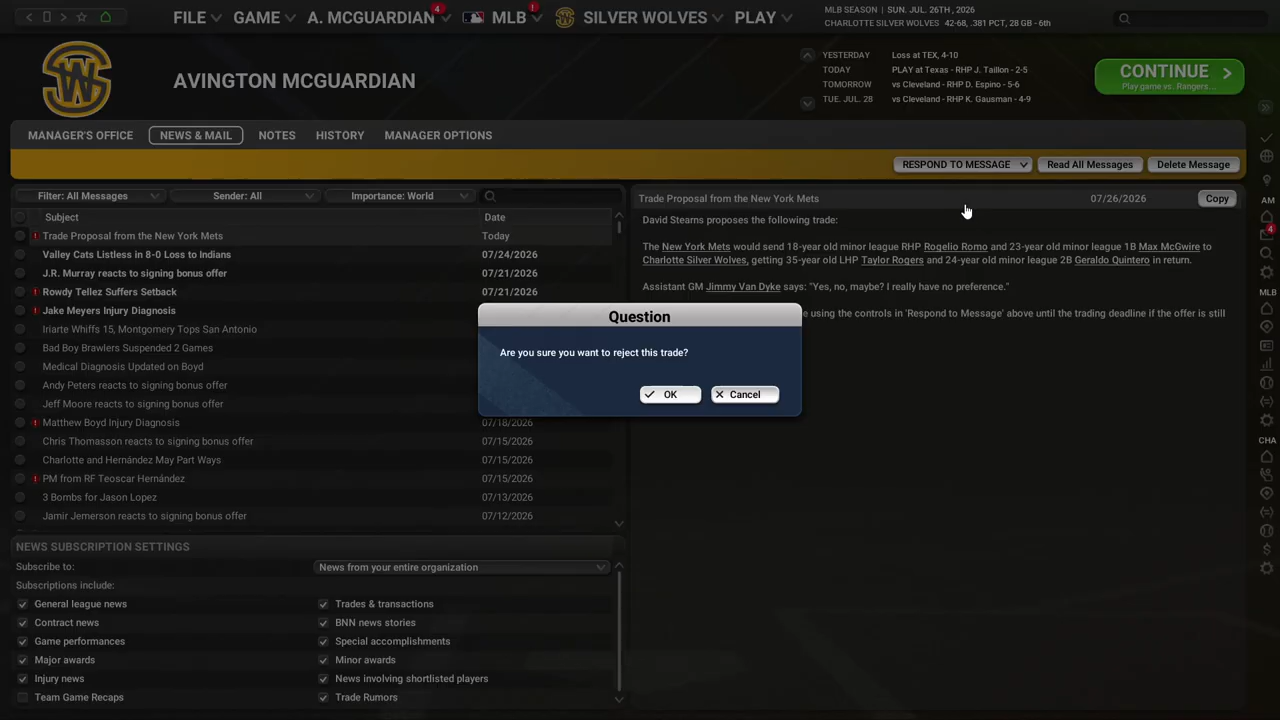 FILE
GAME
A. MCGUARDIAN
4
MLB
!
SILVER WOLVES
PLAY
MLB SEASON | SUN. JUL. 26TH , 2026
CHARLOTTE SILVER WOLVES 42-68, .381 PCT, 28 GB - 6th
AVINGTON MCGUARDIAN
YESTERDAY Loss at TEX, 4-10
TODAY PLAY at Texas - RHP J. Taillon - 2-5
TOMORROW vs Cleveland - RHP D. Espino - 5-6
TUE. JUL. 28 vs Cleveland - RHP K. Gausman - 4-9
CONTINUE
Play game vs. Rangers...
MANAGER'S OFFICE
NEWS & MAIL
NOTES
HISTORY
MANAGER OPTIONS
RESPOND TO MESSAGE
Read All Messages
Delete Message
Filter: All Messages
Sender: All
Importance: World
Subject Date
! Trade Proposal from the New York Mets Today
Valley Cats Listless in 8-0 Loss to Indians 07/24/2026
J.R. Murray reacts to signing bonus offer 07/21/2026
! Rowdy Tellez Suffers Setback 07/21/2026
! Jake Meyers Injury Diagnosis
Iriarte Whiffs 15, Montgomery Tops San Antonio
Bad Boy Brawlers Suspended 2 Games
Medical Diagnosis Updated on Boyd
Andy Peters reacts to signing bonus offer
Jeff Moore reacts to signing bonus offer
! Matthew Boyd Injury Diagnosis 07/18/2026
Chris Thomasson reacts to signing bonus offer 07/15/2026
Charlotte and Hernández May Part Ways 07/15/2026
! PM from RF Teoscar Hernández 07/15/2026
3 Bombs for Jason Lopez 07/13/2026
Jamir Jemerson reacts to signing bonus offer 07/12/2026
Trade Proposal from the New York Mets 07/26/2026 Copy
David Stearns proposes the following trade:
The New York Mets would send 18-year old minor league RHP Rogelio Romo and 23-year old minor league 1B Max McGwire to
Charlotte Silver Wolves, getting 35-year old LHP Taylor Rogers and 24-year old minor league 2B Geraldo Quintero in return.
Assistant GM Jimmy Van Dyke says: "Yes, no, maybe? I really have no preference."
e using the controls in 'Respond to Message' above until the trading deadline if the offer is still
Question
Are you sure you want to reject this trade?
OK
Cancel
NEWS SUBSCRIPTION SETTINGS
Subscribe to: News from your entire organization
Subscriptions include:
General league news Trades & transactions
Contract news BNN news stories
Game performances Special accomplishments
Major awards Minor awards
Injury news News involving shortlisted players
Team Game Recaps Trade Rumors
AM
4
MLB
CHA